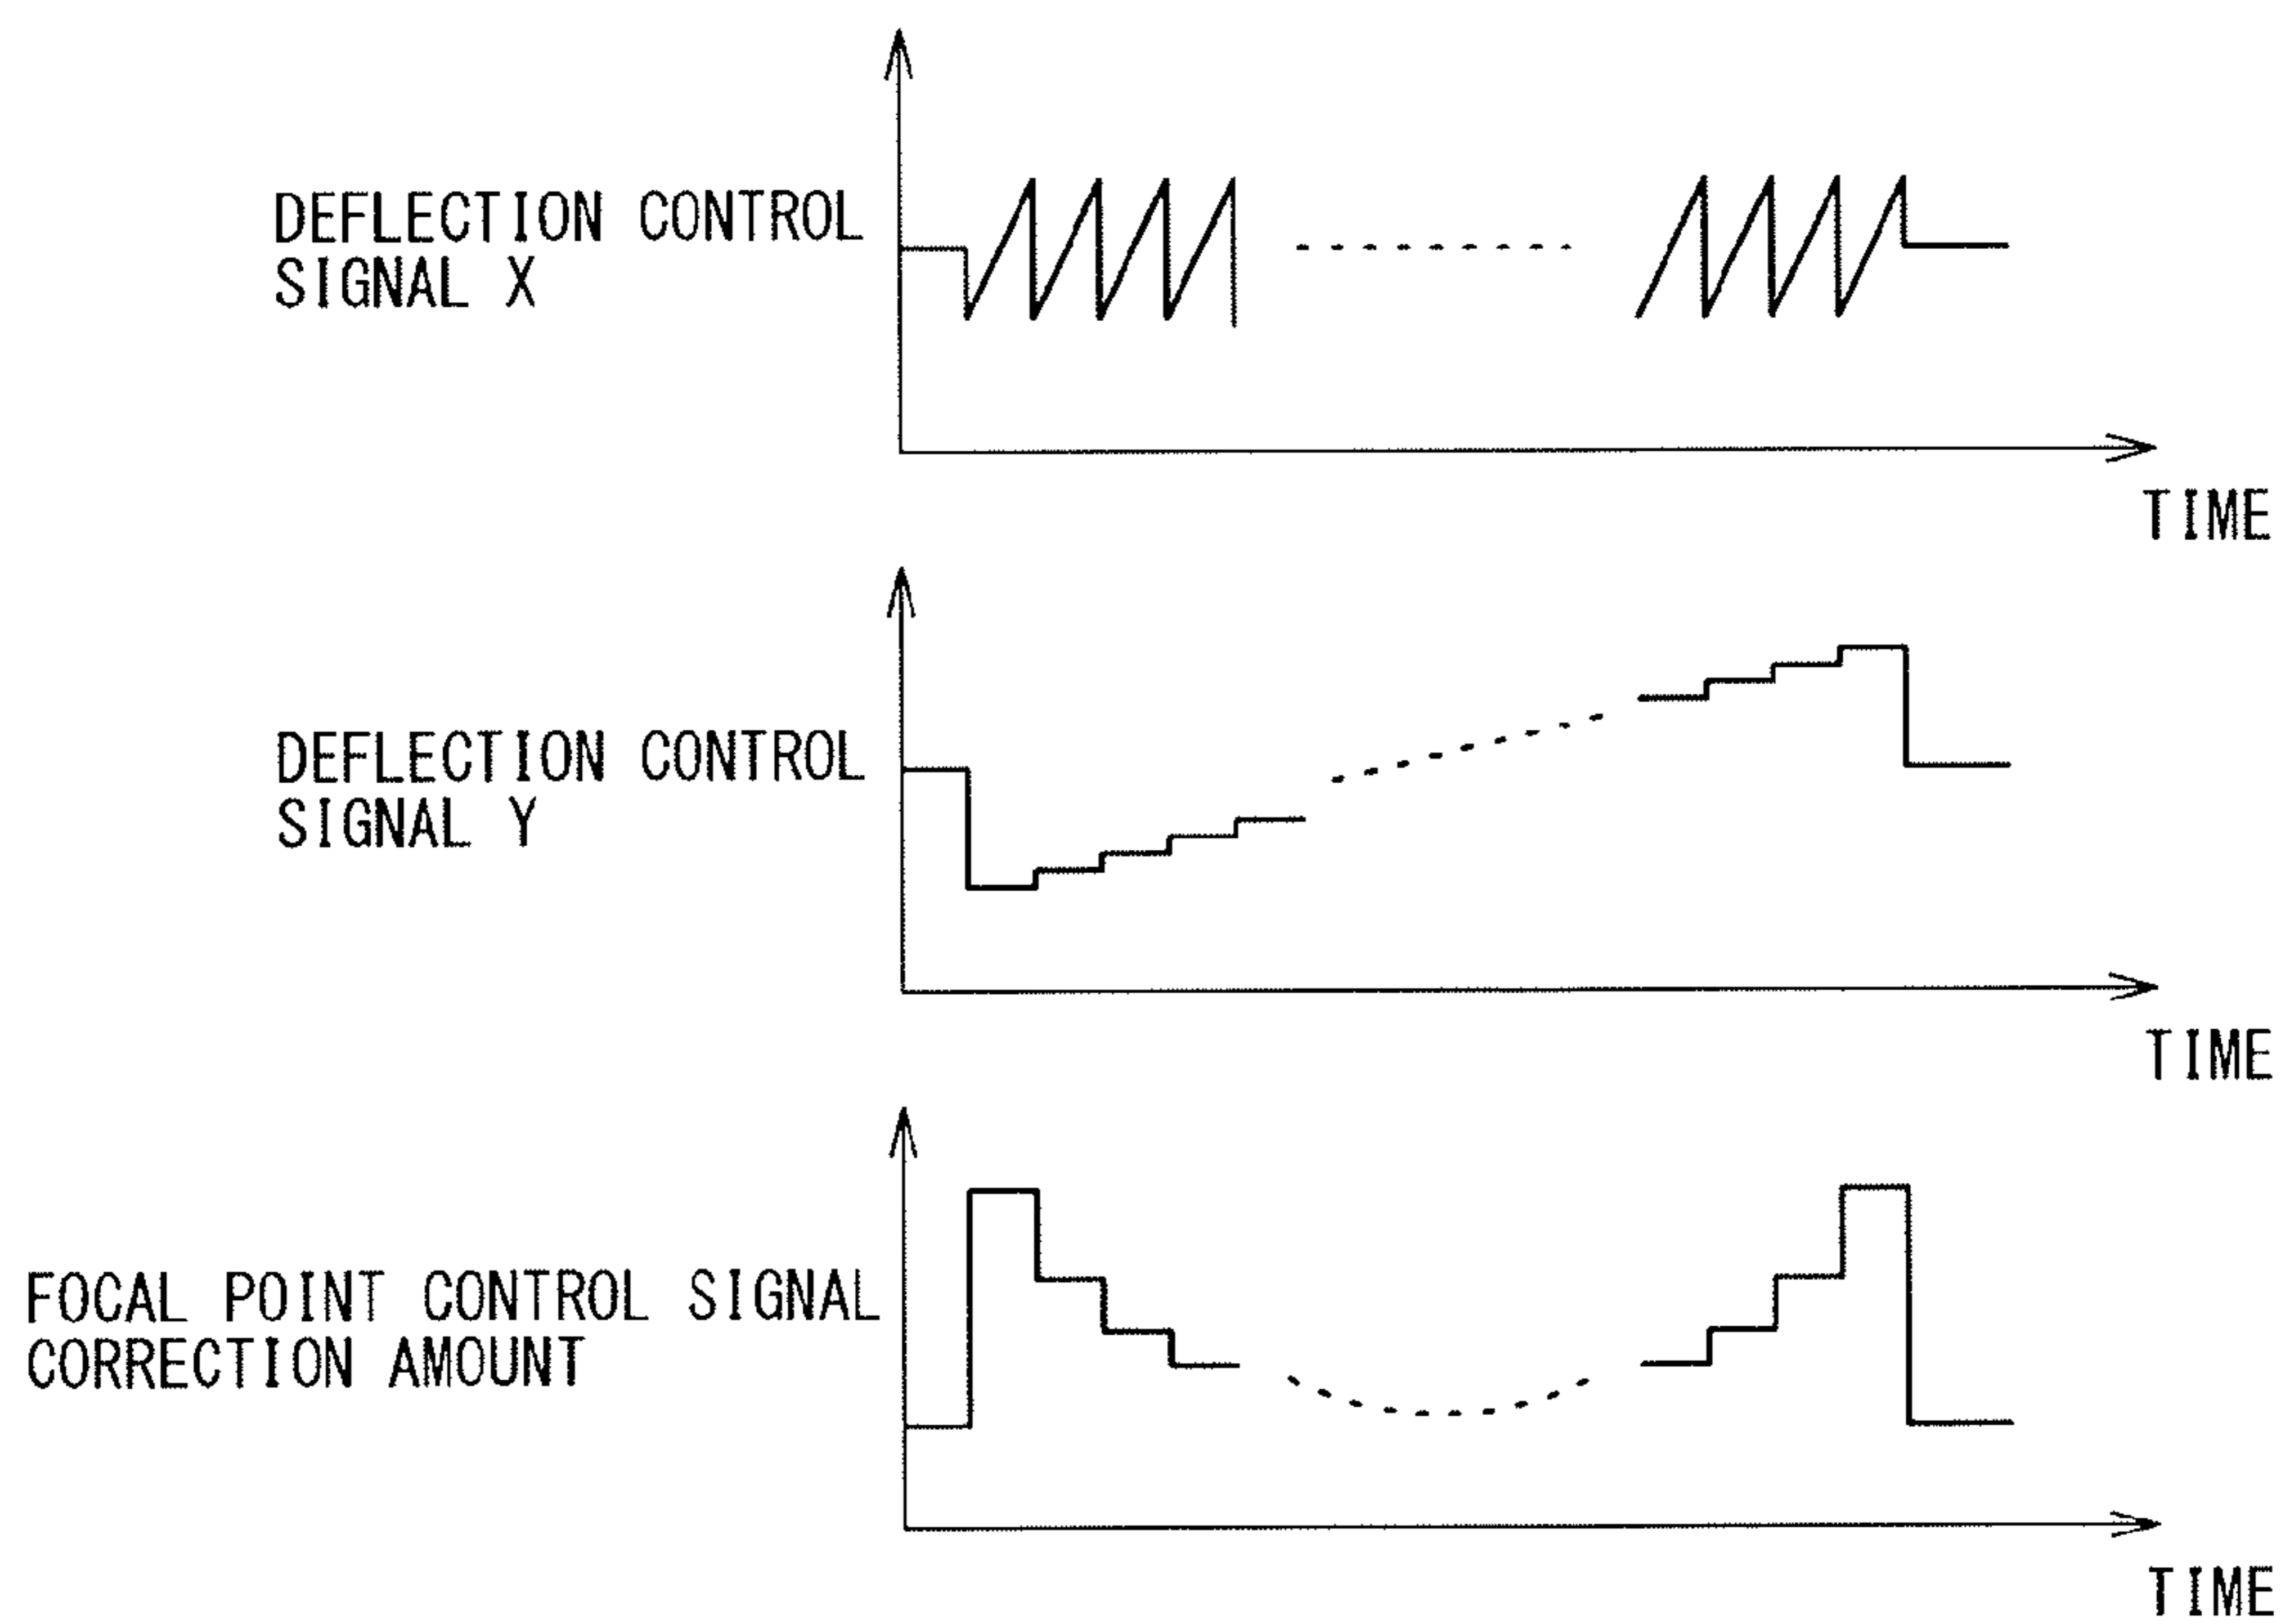 DEFLECTION CONTROL
SIGNAL X
TIME
DEFLECTION CONTROL
SIGNAL Y
TIME
FOCAL POINT CONTROL SIGNAL
CORRECTION AMOUNT
TIME